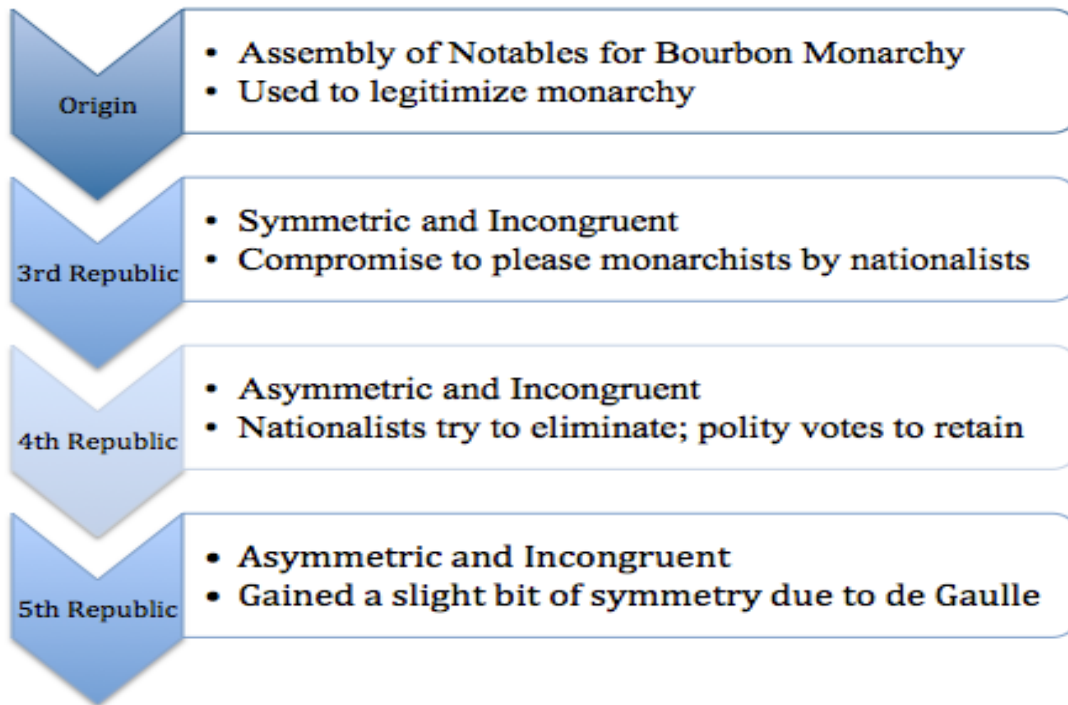 Origin
• Assembly of Notables for Bourbon Monarchy
• Used to legitimize monarchy
3rd Republic
• Symmetric and Incongruent
• Compromise to please monarchists by nationalists
4th Republic
• Asymmetric and Incongruent
• Nationalists try to eliminate; polity votes to retain
5th Republic
• Asymmetric and Incongruent
• Gained a slight bit of symmetry due to de Gaulle